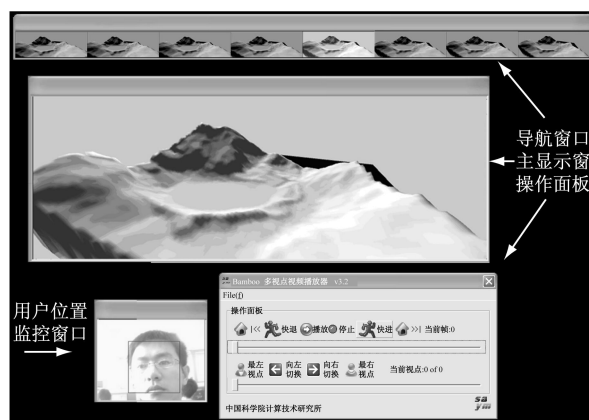 导航窗口
主显示窗
操作面板
用户位置
监控窗口
Bamboo 多视点视频播放器 v3.2
File(f)
操作面板
|<< 快退 播放 停止 快进 >>| 当前帧:0
最左视点 向左切换 向右切换 最右视点 当前视点:0 of 0
中国科学院计算技术研究所
sa
ym